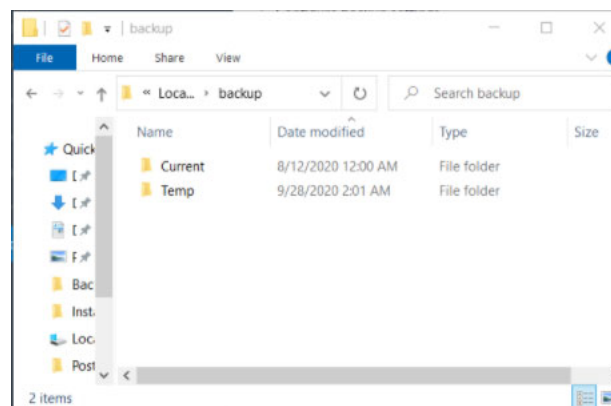 backup
File Home Share View
« Loca... › backup Search backup
Name Date modified Type Size
Quick
Current 8/12/2020 12:00 AM File folder
Temp 9/28/2020 2:01 AM File folder
Bac
Inst
Loc
Post
2 items